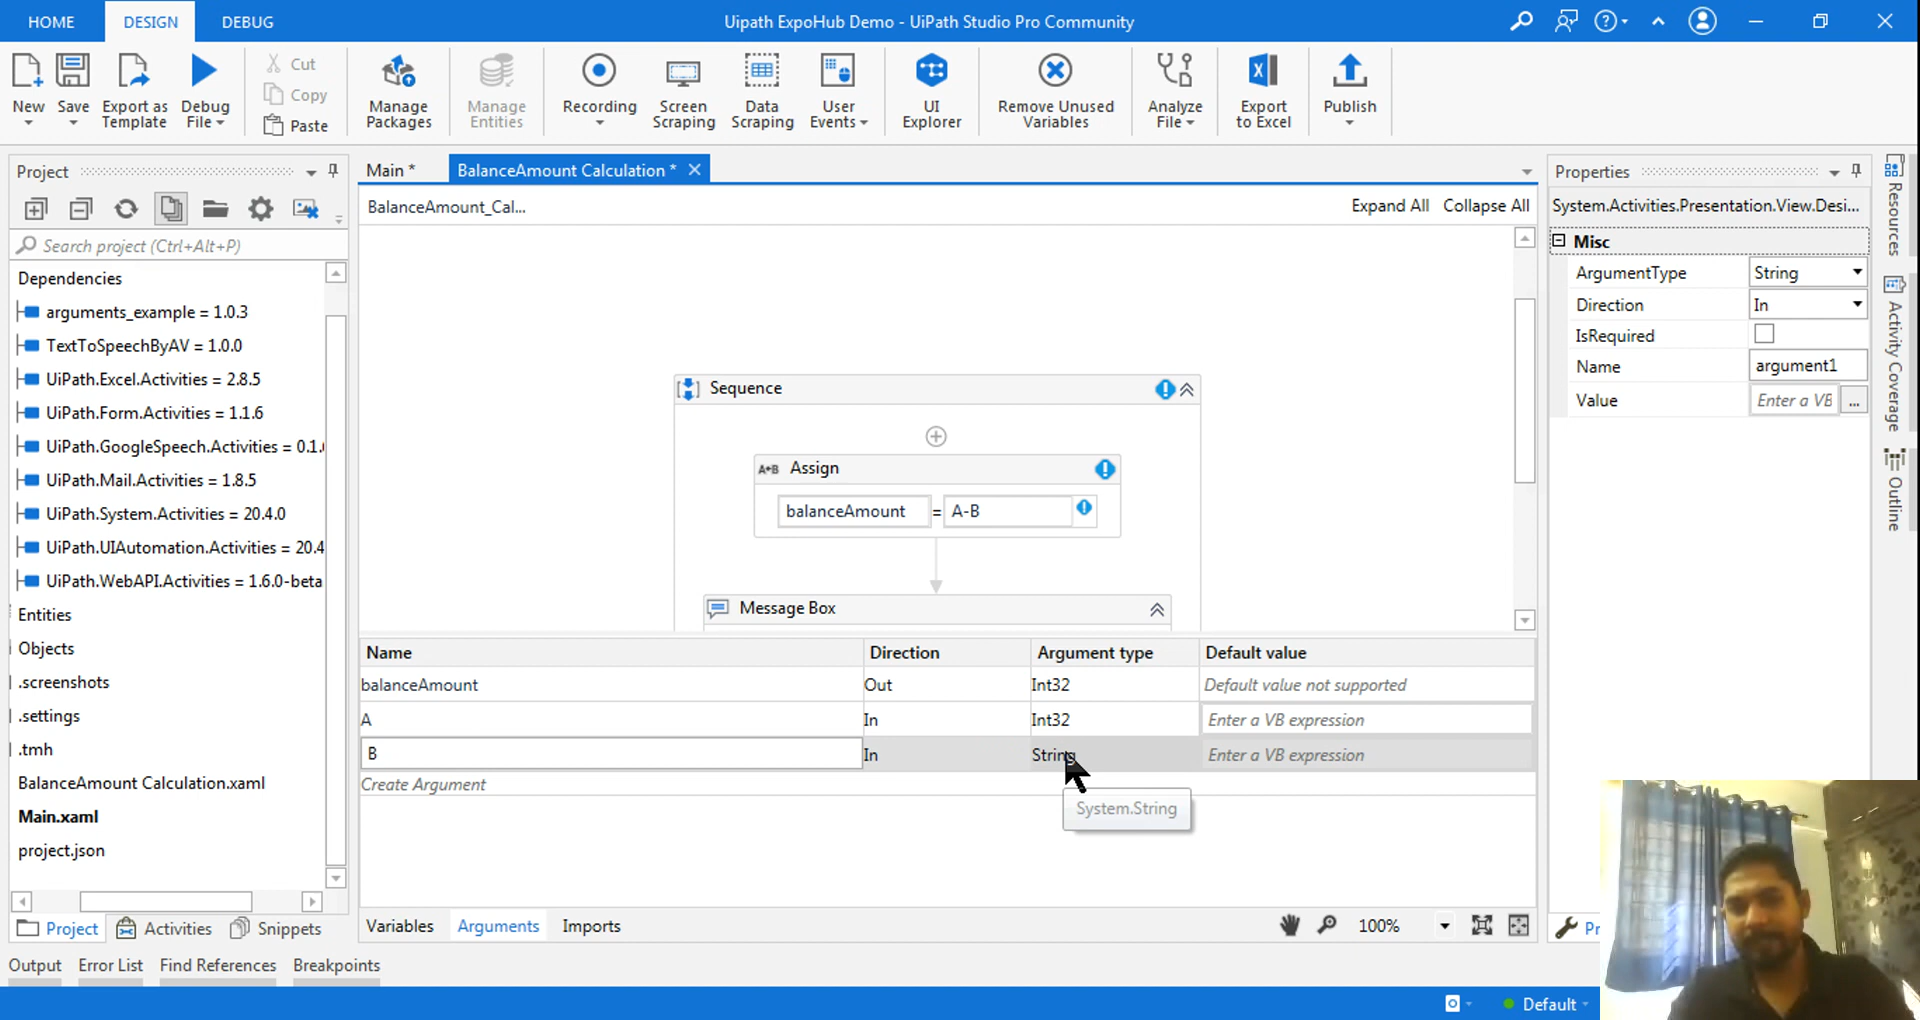 HOME DESIGN DEBUG Uipath ExpoHub Demo - UiPath Studio Pro Community
New
Save
Export as Template
Debug File
Cut
Copy
Paste
Manage Packages
Manage Entities
Recording
Screen Scraping
Data Scraping
User Events
UI Explorer
Remove Unused Variables
Analyze File
Export to Excel
Publish
Project
Search project (Ctrl+Alt+P)
Dependencies
arguments_example = 1.0.3
TextToSpeechByAV = 1.0.0
UiPath.Excel.Activities = 2.8.5
UiPath.Form.Activities = 1.1.6
UiPath.GoogleSpeech.Activities = 0.1.
UiPath.Mail.Activities = 1.8.5
UiPath.System.Activities = 20.4.0
UiPath.UIAutomation.Activities = 20.4
UiPath.WebAPI.Activities = 1.6.0-beta
Entities
Objects
.screenshots
.settings
.tmh
BalanceAmount Calculation.xaml
Main.xaml
project.json
Project Activities Snippets
Main * BalanceAmount Calculation *
BalanceAmount_Cal... Expand All Collapse All
Sequence
A+B Assign
balanceAmount = A-B
Message Box
Name Direction Argument type Default value
balanceAmount Out Int32 Default value not supported
A In Int32 Enter a VB expression
B In String Enter a VB expression
Create Argument
System.String
Variables Arguments Imports 100%
Properties
System.Activities.Presentation.View.Desi...
Misc
ArgumentType String
Direction In
IsRequired
Name argument1
Value Enter a VB ...
Pr
Resources
Activity Coverage
Outline
Output Error List Find References Breakpoints
Default